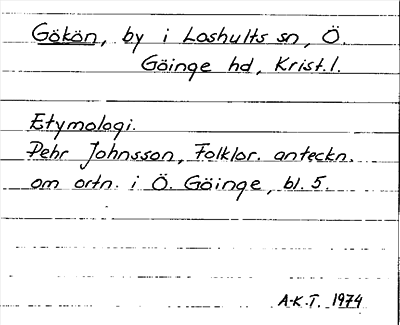 Gökön, by i Loshults sn, Ö.
Göinge hd, Krist.l.
Etymologi.
Pehr Johnsson, Folklor. anteckn.
om ortn. i Ö. Göinge, bl. 5.
A-K.T. 1974